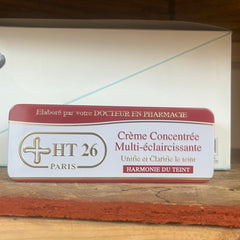 Elaboré par votre DOCTEUR EN PHARMACIE
HT 26
PARIS
Crème Concentrée
Multi-éclaircissante
Unifie et Clarifie le teint
HARMONIE DU TEINT